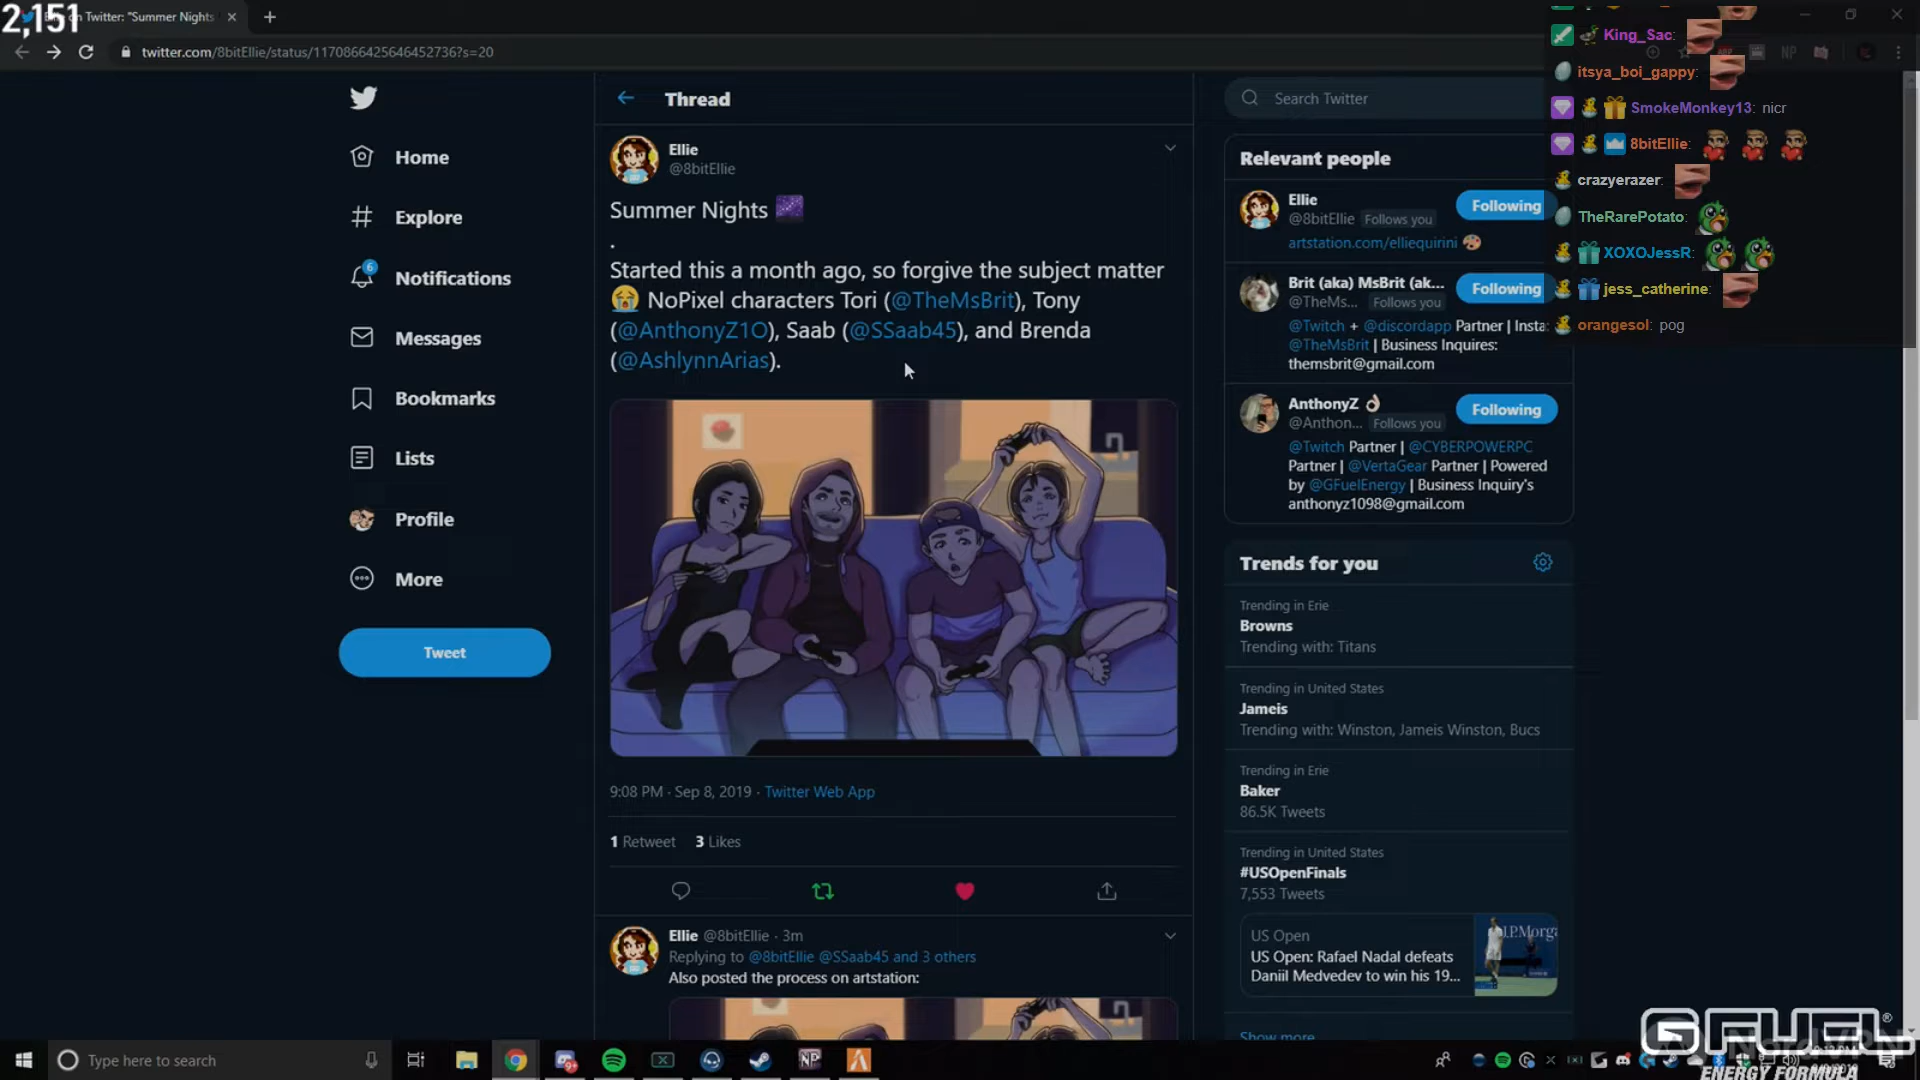 2,151
Ellie on Twitter: "Summer Nights
twitter.com/8bitEllie/status/1170866425646452736?s=20
Home
Explore
6
Notifications
Messages
Bookmarks
Lists
Profile
More
Tweet
Thread
Ellie
@8bitEllie
Summer Nights
.
Started this a month ago, so forgive the subject matter
NoPixel characters Tori (@TheMsBrit), Tony
(@AnthonyZ1O), Saab (@SSaab45), and Brenda
(@AshlynnArias).
9:08 PM · Sep 8, 2019 · Twitter Web App
1 Retweet 3 Likes
Ellie @8bitEllie · 3m
Replying to @8bitEllie @SSaab45 and 3 others
Also posted the process on artstation:
Search Twitter
Relevant people
Ellie
@8bitEllie Follows you
Following
artstation.com/elliequirini
Brit (aka) MsBrit (ak...
@TheMs... Follows you
Following
@Twitch + @discordapp Partner | Insta:
@TheMsBrit | Business Inquires:
themsbrit@gmail.com
AnthonyZ
@Anthon... Follows you
Following
@Twitch Partner | @CYBERPOWERPC
Partner | @VertaGear Partner | Powered
by @GFuelEnergy | Business Inquiry's
anthonyz1098@gmail.com
Trends for you
Trending in Erie
Browns
Trending with: Titans
Trending in United States
Jameis
Trending with: Winston, Jameis Winston, Bucs
Trending in Erie
Baker
86.5K Tweets
Trending in United States
#USOpenFinals
7,553 Tweets
US Open
US Open: Rafael Nadal defeats
Daniil Medvedev to win his 19...
J.P.Morg
Show more
King_Sac:
itsya_boi_gappy:
SmokeMonkey13: nicr
8bitEllie:
crazyerazer:
TheRarePotato:
XOXOJessR:
jess_catherine:
orangesol: pog
NP
Type here to search
NP
G FUEL
NordVPN
ENERGY FORMULA